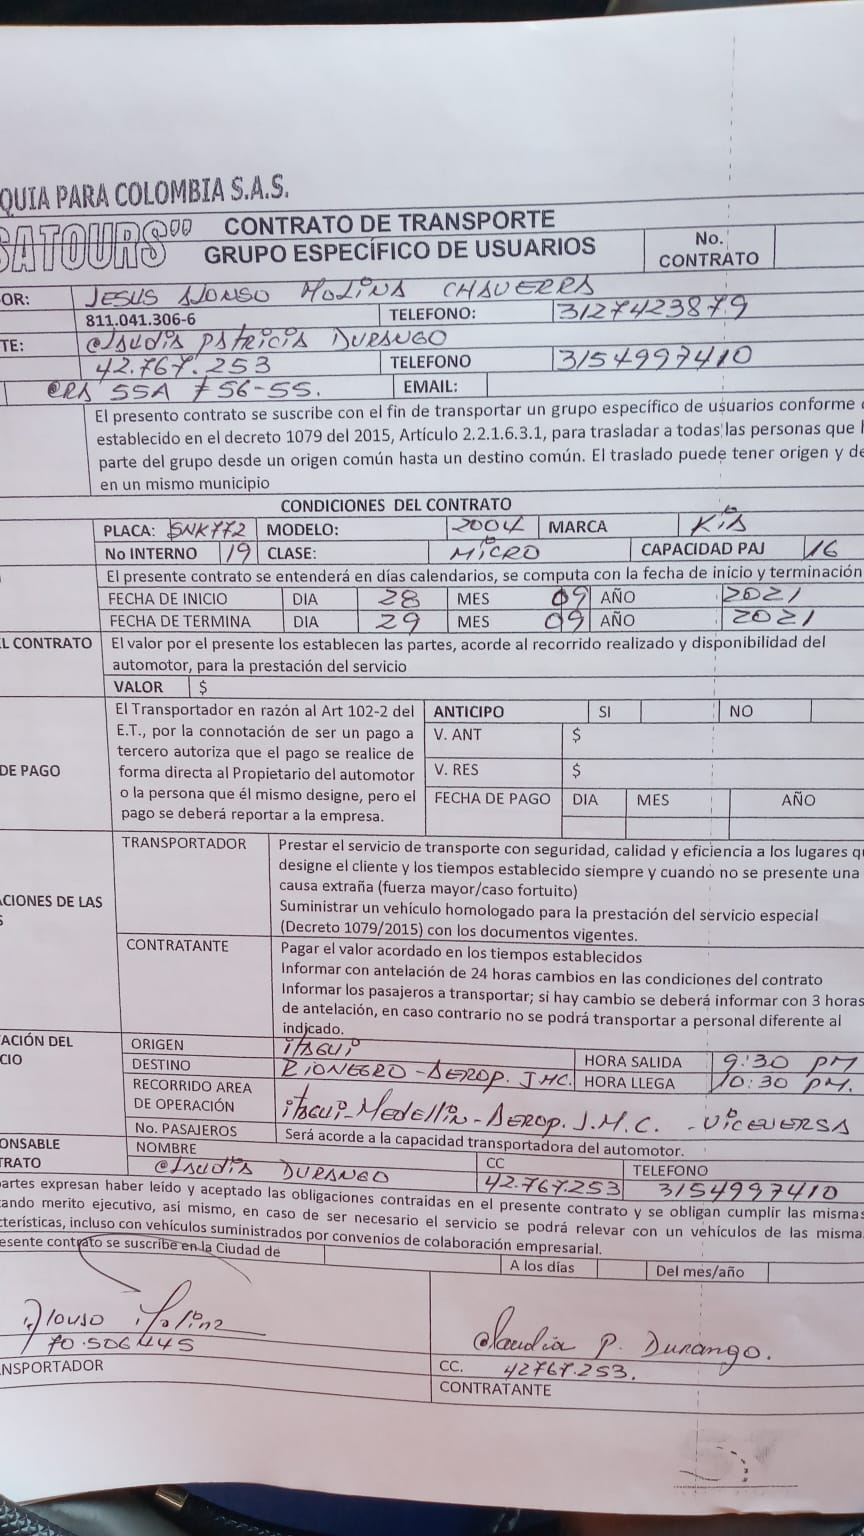 QUIA PARA COLOMBIA S.A.S.
SATOURS" CONTRATO DE TRANSPORTE
GRUPO ESPECÍFICO DE USUARIOS
No. CONTRATO
OR: JESUS ALONSO MOLINA CHAVERRA
811.041.306-6 TELEFONO: 3127423879
TE: Claudia Patricia DURANGO
42.767.253 TELEFONO 3154997410
CRA 55A # 56-55. EMAIL:
El presento contrato se suscribe con el fin de transportar un grupo específico de usuarios conforme
establecido en el decreto 1079 del 2015, Artículo 2.2.1.6.3.1, para trasladar a todas las personas que
parte del grupo desde un origen común hasta un destino común. El traslado puede tener origen y de
en un mismo municipio
CONDICIONES DEL CONTRATO
PLACA: SNK772 MODELO: 2004 MARCA KIA
No INTERNO 19 CLASE: MICRO CAPACIDAD PAJ 16
El presente contrato se entenderá en días calendarios, se computa con la fecha de inicio y terminación
FECHA DE INICIO DIA 28 MES 09 AÑO 2021
FECHA DE TERMINA DIA 29 MES 09 AÑO 2021
L CONTRATO El valor por el presente los establecen las partes, acorde al recorrido realizado y disponibilidad del
automotor, para la prestación del servicio
VALOR $
El Transportador en razón al Art 102-2 del ANTICIPO SI NO
E.T., por la connotación de ser un pago a V. ANT $
tercero autoriza que el pago se realice de
DE PAGO forma directa al Propietario del automotor V. RES $
o la persona que él mismo designe, pero el FECHA DE PAGO DIA MES AÑO
pago se deberá reportar a la empresa.
TRANSPORTADOR Prestar el servicio de transporte con seguridad, calidad y eficiencia a los lugares qu
designe el cliente y los tiempos establecido siempre y cuando no se presente una
causa extraña (fuerza mayor/caso fortuito)
CIONES DE LAS Suministrar un vehículo homologado para la prestación del servicio especial
S (Decreto 1079/2015) con los documentos vigentes.
CONTRATANTE Pagar el valor acordado en los tiempos establecidos
Informar con antelación de 24 horas cambios en las condiciones del contrato
Informar los pasajeros a transportar; si hay cambio se deberá informar con 3 horas
de antelación, en caso contrario no se podrá transportar a personal diferente al
indicado.
ACIÓN DEL ORIGEN itAGUI HORA SALIDA 9:30 PM
CIO DESTINO RIONEGRO - AEROP. JMC. HORA LLEGA 10:30 PM.
RECORRIDO AREA
DE OPERACIÓN itAGUI-MEDELLIN-AEROP. J.M.C. -VICEVERSA
No. PASAJEROS Será acorde a la capacidad transportadora del automotor.
ONSABLE NOMBRE CC TELEFONO
TRATO Claudia DURANGO 42.767.253 3154997410
partes expresan haber leído y aceptado las obligaciones contraídas en el presente contrato y se obligan cumplir las mismas
ando merito ejecutivo, así mismo, en caso de ser necesario el servicio se podrá relevar con un vehículos de las misma
cterísticas, incluso con vehículos suministrados por convenios de colaboración empresarial.
esente contrato se suscribe en la Ciudad de A los días Del mes/año
Alonso Molina
70.506445
Claudia P. Durango.
NSPORTADOR CC. 42767.253.
CONTRATANTE